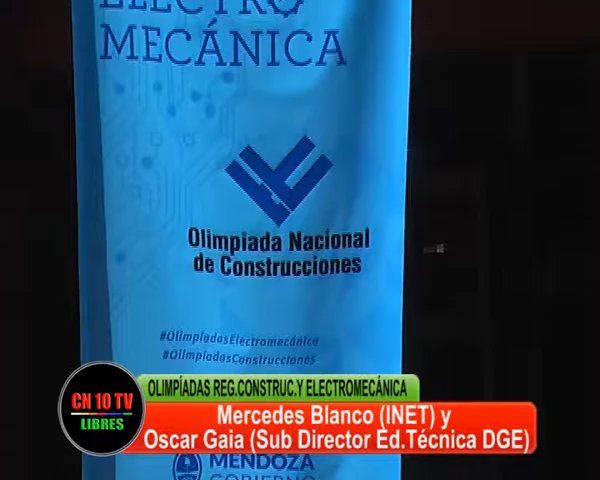 ELECTRO
MECÁNICA
Olimpiada Nacional
de Construcciones
#OlimpiadasElectromecánica
#OlimpiadasConstrucciones
CN 10 TV
LIBRES
OLIMPÍADAS REG.CONSTRUC.Y ELECTROMECÁNICA
Mercedes Blanco (INET) y
Oscar Gaia (Sub Director Ed.Técnica DGE)
MENDOZA
GOBIERNO